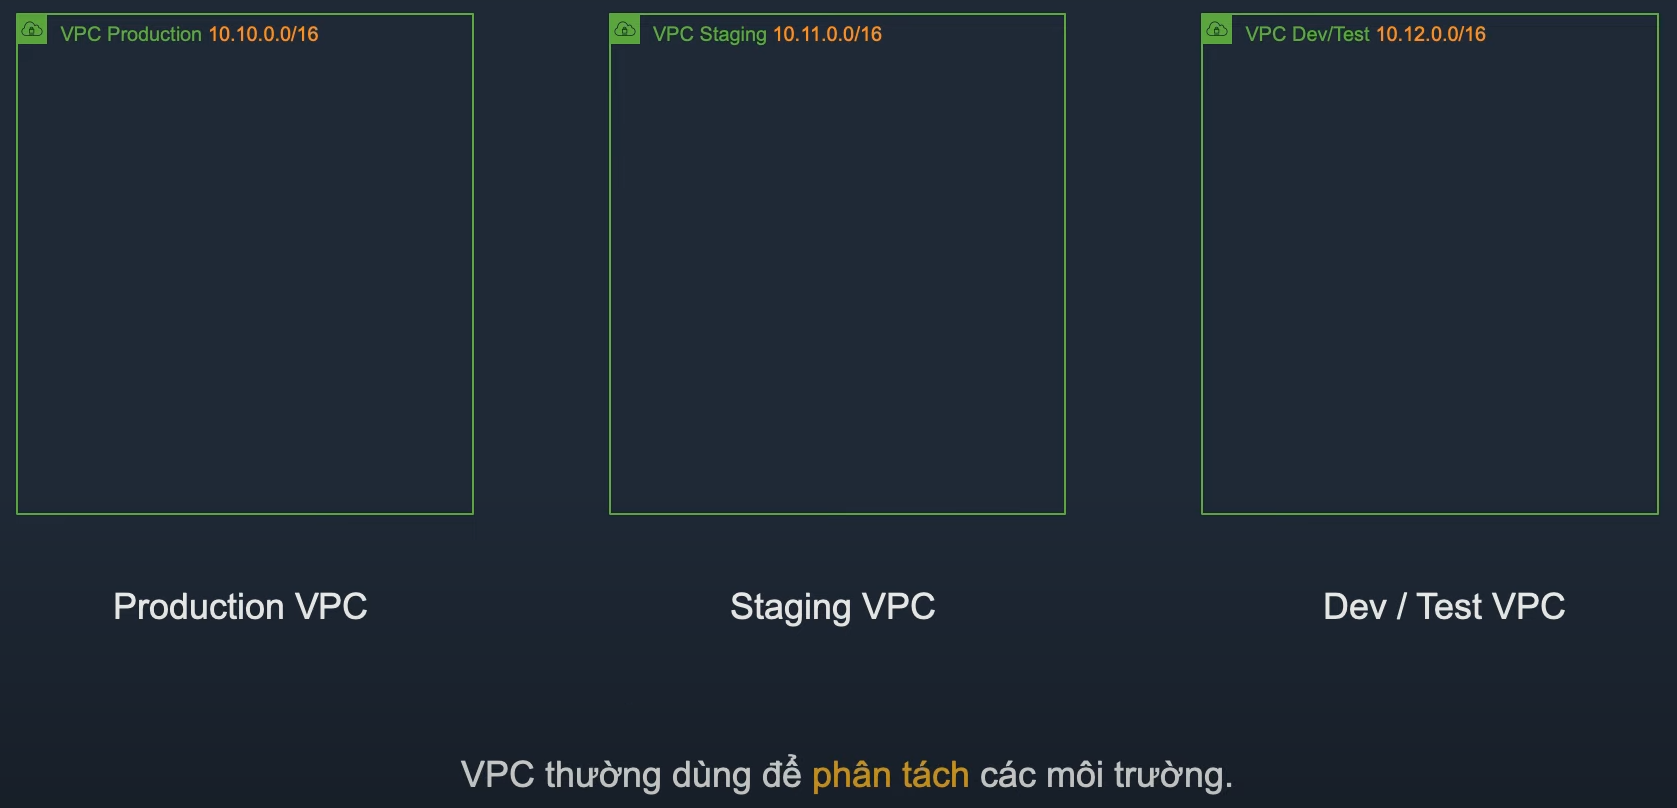 VPC Production 10.10.0.0/16
VPC Staging 10.11.0.0/16
VPC Dev/Test 10.12.0.0/16
Production VPC
Staging VPC
Dev / Test VPC
VPC thường dùng để phân tách các môi trường.